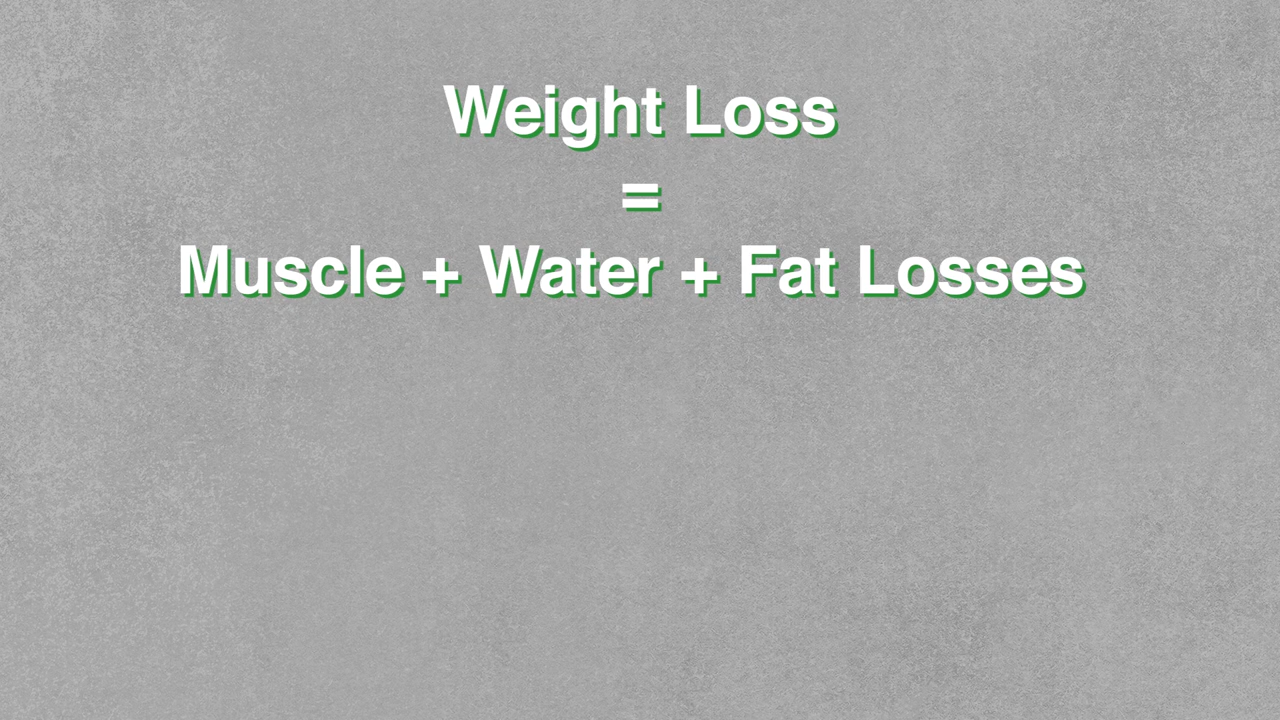 Weight Loss
=
Muscle + Water + Fat Losses